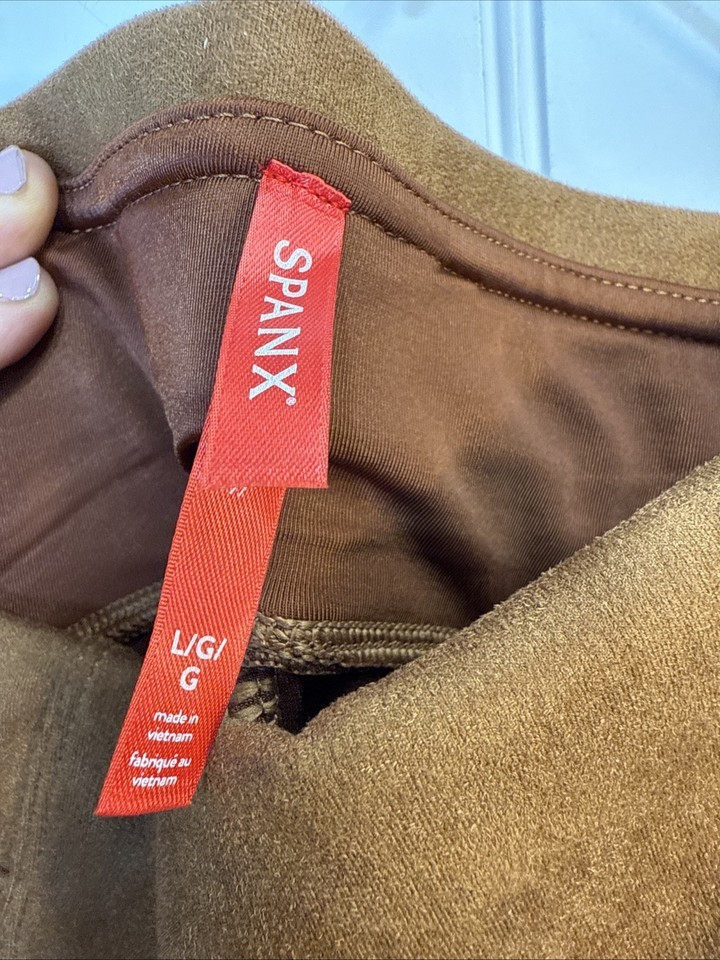 SPANX®
L/G/
G
made in
vietnam
fabriqué au
vietnam